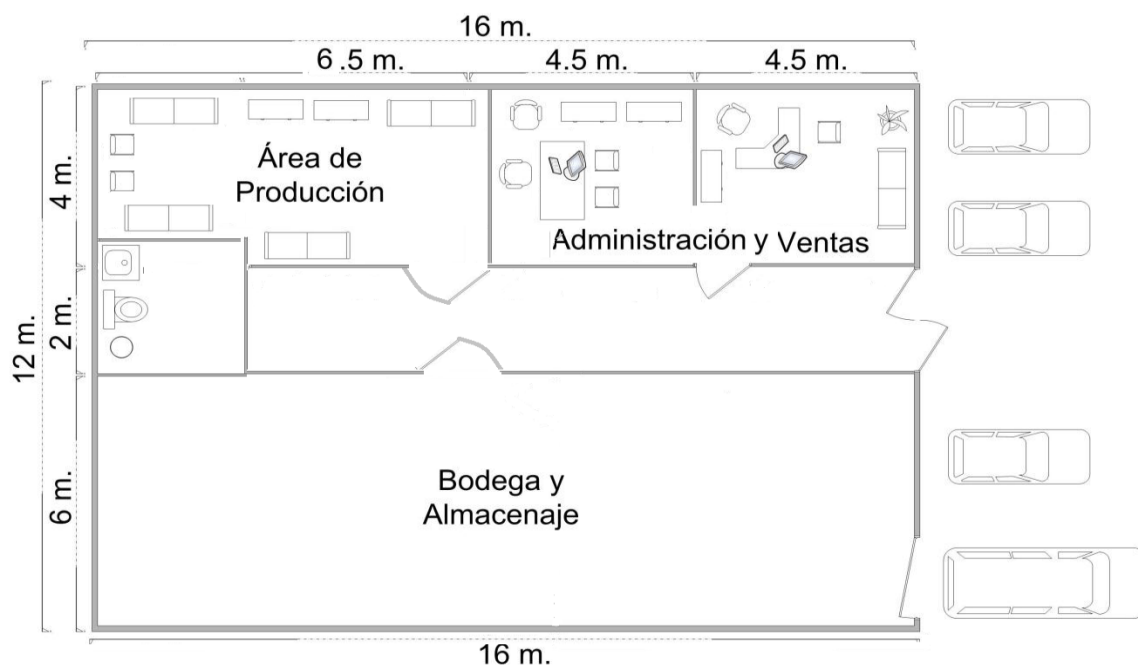 16 m.
6 .5 m.
4.5 m.
4.5 m.
4 m.
2 m.
12 m.
6 m.
Área de
Producción
Administración y Ventas
Bodega y
Almacenaje
16 m.